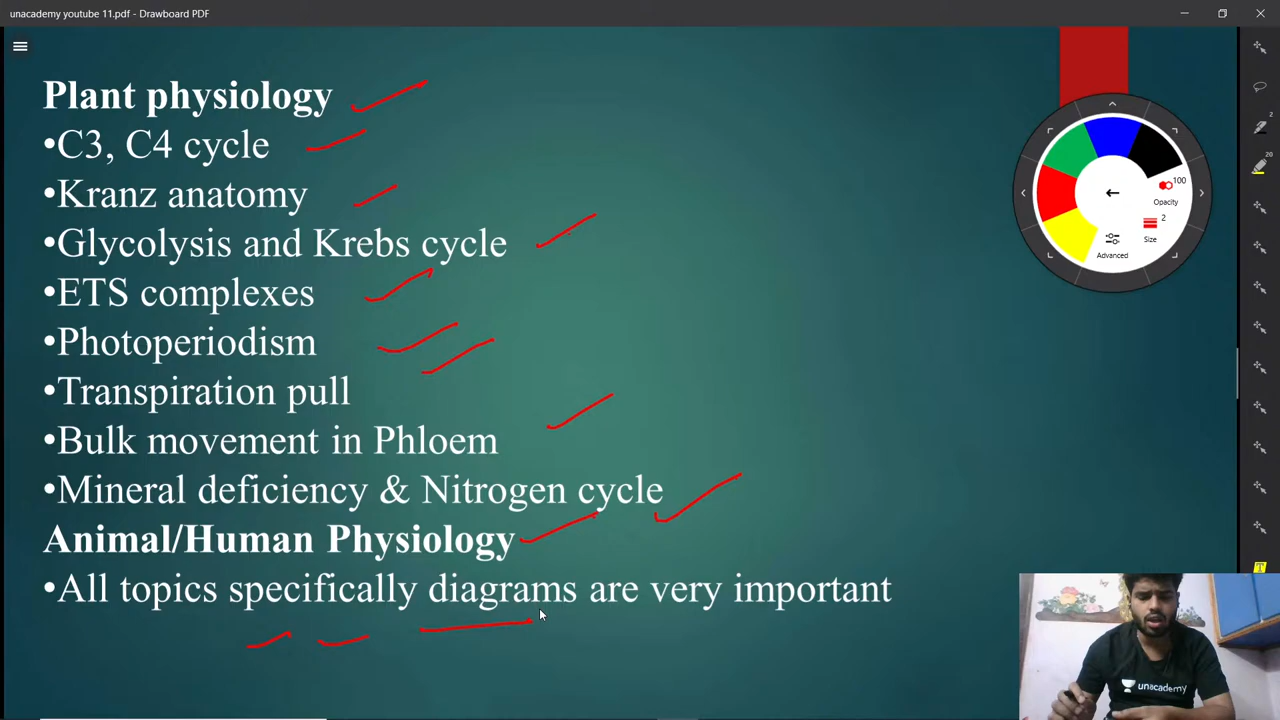 unacademy youtube 11.pdf - Drawboard PDF
Plant physiology
•C3, C4 cycle
•Kranz anatomy
•Glycolysis and Krebs cycle
•ETS complexes
•Photoperiodism
•Transpiration pull
•Bulk movement in Phloem
•Mineral deficiency & Nitrogen cycle
Animal/Human Physiology
•All topics specifically diagrams are very important
100
Opacity
2
Size
Advanced
2
20
T
unacademy